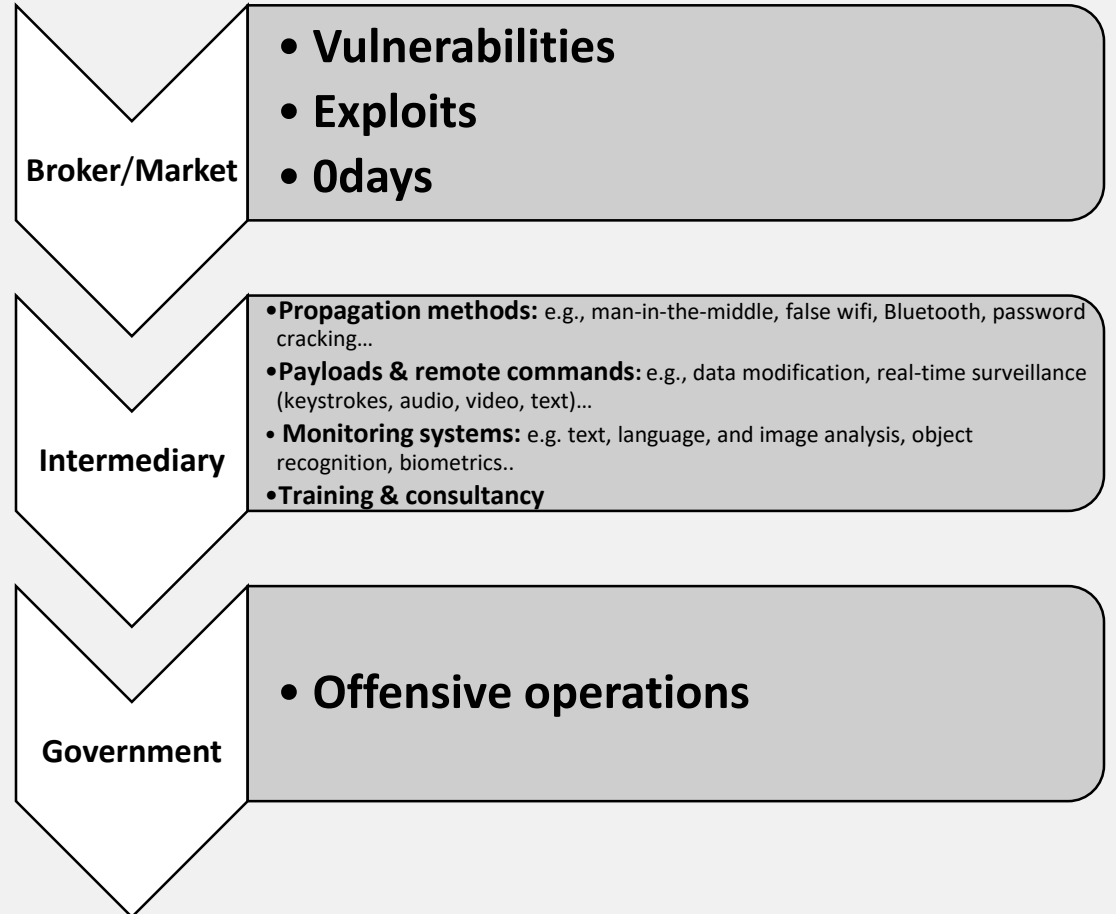 Broker/Market
• Vulnerabilities
• Exploits
• 0days
Intermediary
•Propagation methods: e.g., man-in-the-middle, false wifi, Bluetooth, password
cracking…
•Payloads & remote commands: e.g., data modification, real-time surveillance
(keystrokes, audio, video, text)…
• Monitoring systems: e.g. text, language, and image analysis, object
recognition, biometrics..
•Training & consultancy
Government
• Offensive operations